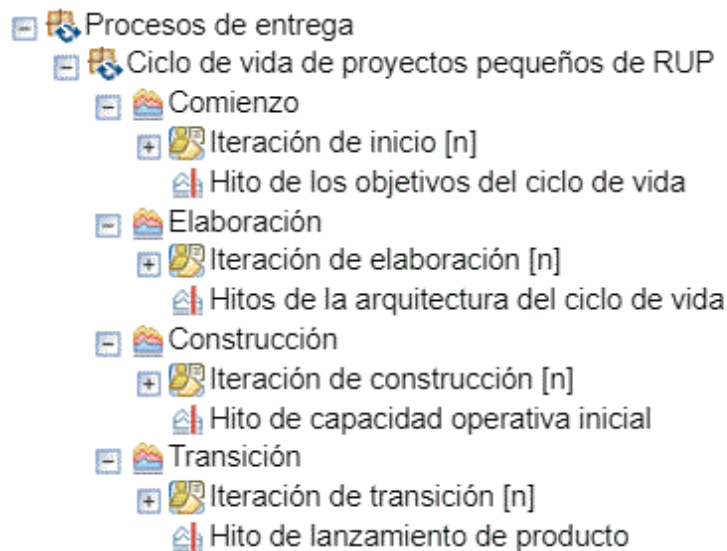 Procesos de entrega
Ciclo de vida de proyectos pequeños de RUP
Comienzo
Iteración de inicio [n]
Hito de los objetivos del ciclo de vida
Elaboración
Iteración de elaboración [n]
Hitos de la arquitectura del ciclo de vida
Construcción
Iteración de construcción [n]
Hito de capacidad operativa inicial
Transición
Iteración de transición [n]
Hito de lanzamiento de producto